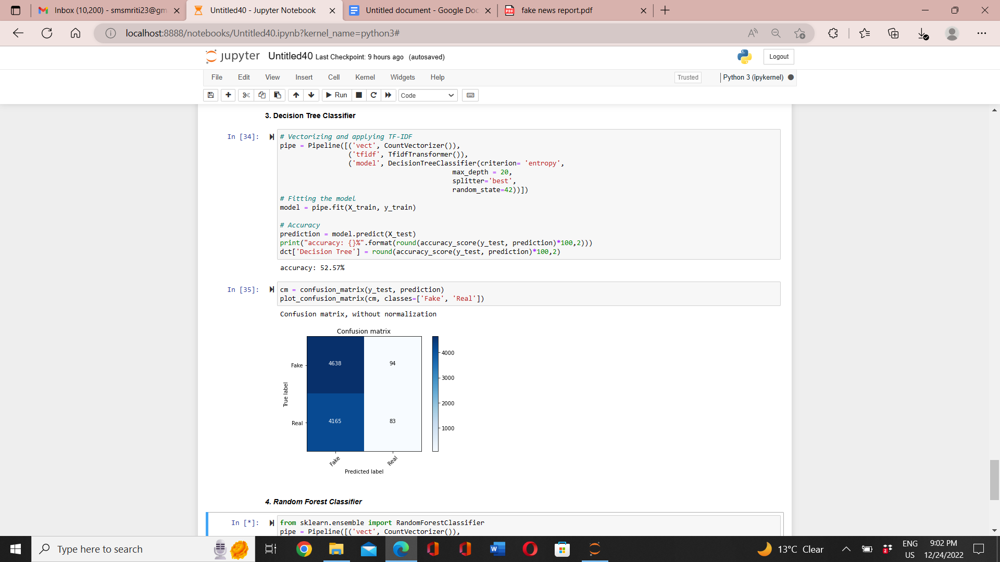 Inbox (10,200) - smsmriti23@gm
Untitled40 - Jupyter Notebook
Untitled document - Google Doc
PDF
fake news report.pdf
localhost:8888/notebooks/Untitled40.ipynb?kernel_name=python3#
jupyter Untitled40 Last Checkpoint: 9 hours ago (autosaved)
Logout
File Edit View Insert Cell Kernel Widgets Help
Trusted
Python 3 (ipykernel)
Run
Code
3. Decision Tree Classifier
In [34]:
# Vectorizing and applying TF-IDF
pipe = Pipeline([('vect', CountVectorizer()),
('tfidf', TfidfTransformer()),
('model', DecisionTreeClassifier(criterion= 'entropy',
max_depth = 20,
splitter='best',
random_state=42))])
# Fitting the model
model = pipe.fit(X_train, y_train)
# Accuracy
prediction = model.predict(X_test)
print("accuracy: {}%".format(round(accuracy_score(y_test, prediction)*100,2)))
dct['Decision Tree'] = round(accuracy_score(y_test, prediction)*100,2)
accuracy: 52.57%
In [35]:
cm = confusion_matrix(y_test, prediction)
plot_confusion_matrix(cm, classes=['Fake', 'Real'])
Confusion matrix, without normalization
Confusion matrix
4638 94
4165 83
Fake
Real
True label
Fake Real
Predicted label
4000
3000
2000
1000
4. Random Forest Classifier
In [*]:
from sklearn.ensemble import RandomForestClassifier
pipe = Pipeline([('vect', CountVectorizer()),
Type here to search
13°C Clear
ENG
US
9:02 PM
12/24/2022